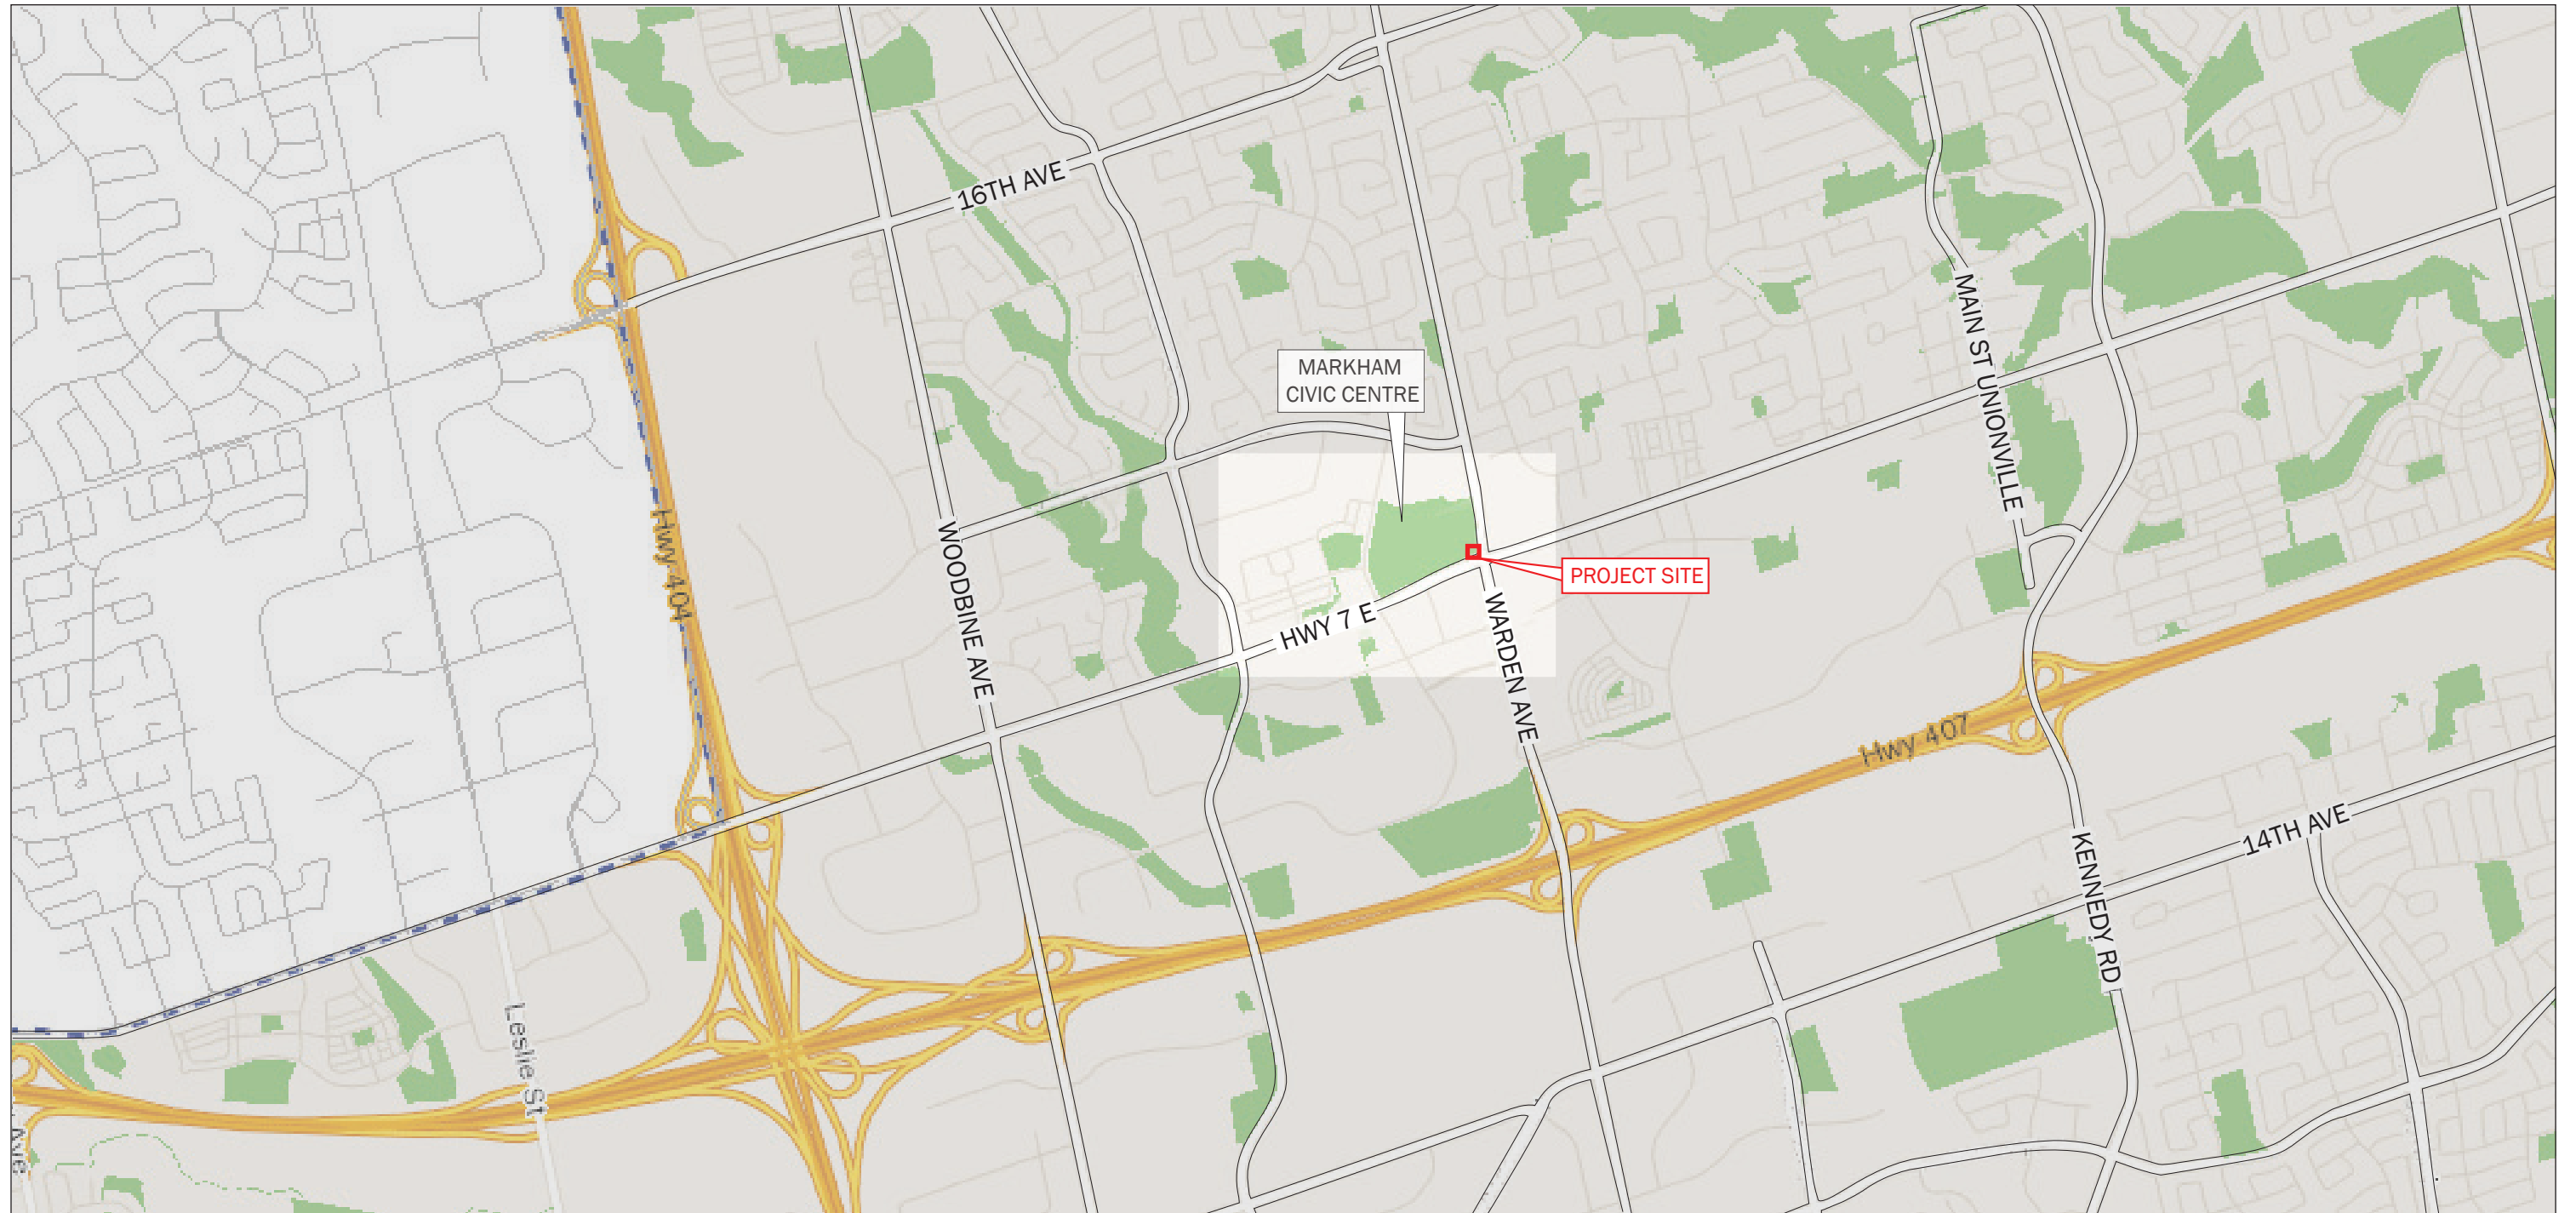 16TH AVE
MAIN ST UNIONVILLE
MARKHAM
CIVIC CENTRE
Hwy 404
WOODBINE AVE
PROJECT SITE
HWY 7 E
WARDEN AVE
Hwy 407
14TH AVE
KENNEDY RD
Leslie St
Ave